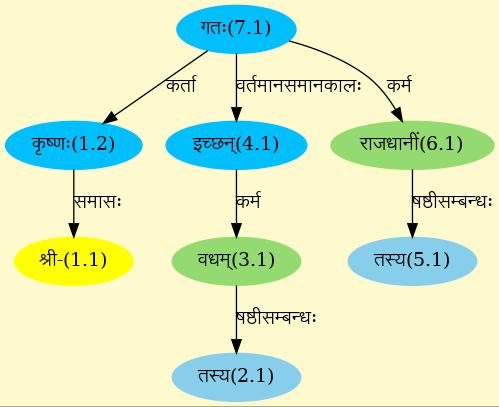 गतः(7.1)
कर्ता वर्तमानसमानकालः कर्म
कृष्णः(1.2) इच्छन्(4.1) राजधानीं(6.1)
समासः कर्म षष्ठीसम्बन्धः
श्री-(1.1) वधम्(3.1) तस्य(5.1)
षष्ठीसम्बन्धः
तस्य(2.1)